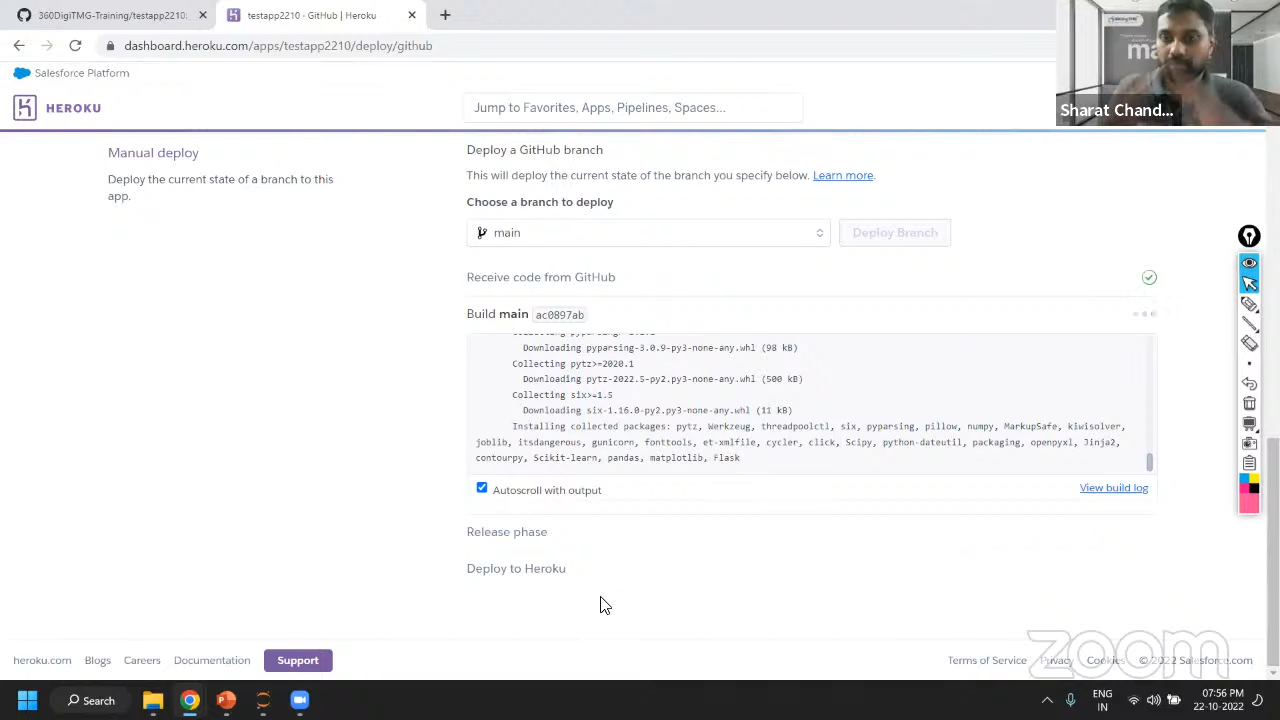 360DigiTMG-Training/testapp2210:
testapp2210 - GitHub | Heroku
dashboard.heroku.com/apps/testapp2210/deploy/github
Salesforce Platform
HEROKU
Jump to Favorites, Apps, Pipelines, Spaces...
Sharat Chand...
Manual deploy
Deploy the current state of a branch to this
app.
Deploy a GitHub branch
This will deploy the current state of the branch you specify below. Learn more.
Choose a branch to deploy
main
Deploy Branch
Receive code from GitHub
Build main ac0897ab
Downloading pyparsing-3.0.9-py3-none-any.whl (98 kB)
Collecting pytz>=2020.1
Downloading pytz-2022.5-py2.py3-none-any.whl (500 kB)
Collecting six>=1.5
Downloading six-1.16.0-py2.py3-none-any.whl (11 kB)
Installing collected packages: pytz, Werkzeug, threadpoolctl, six, pyparsing, pillow, numpy, MarkupSafe, kiwisolver,
joblib, itsdangerous, gunicorn, fonttools, et-xmlfile, cycler, click, Scipy, python-dateutil, packaging, openpyxl, Jinja2,
contourpy, Scikit-learn, pandas, matplotlib, Flask
Autoscroll with output
View build log
Release phase
Deploy to Heroku
heroku.com
Blogs
Careers
Documentation
Support
Terms of Service
Privacy
Cookies
© 2022 Salesforce.com
zoom
Search
ENG
IN
07:56 PM
22-10-2022